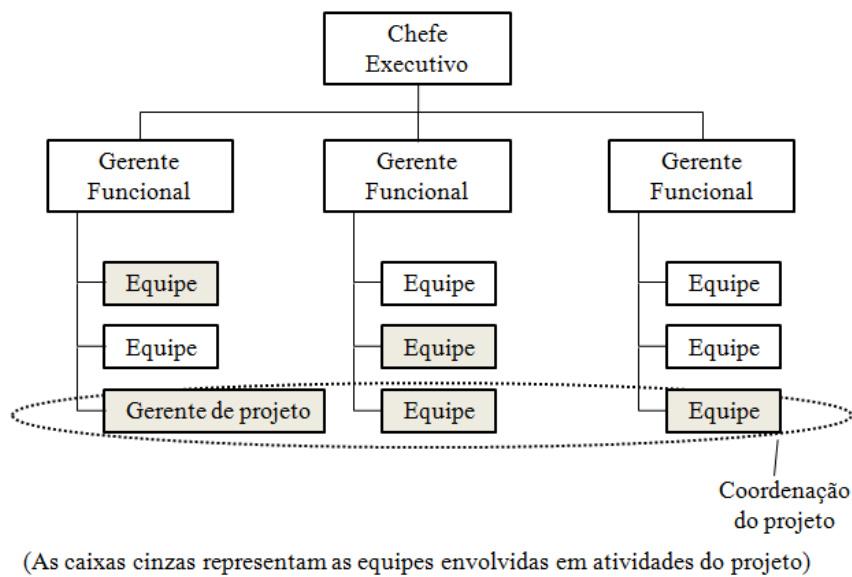 Chefe
Executivo
Gerente
Funcional
Gerente
Funcional
Gerente
Funcional
Equipe
Equipe
Equipe
Equipe
Equipe
Equipe
Gerente de projeto
Equipe
Equipe
Coordenação
do projeto
(As caixas cinzas representam as equipes envolvidas em atividades do projeto)